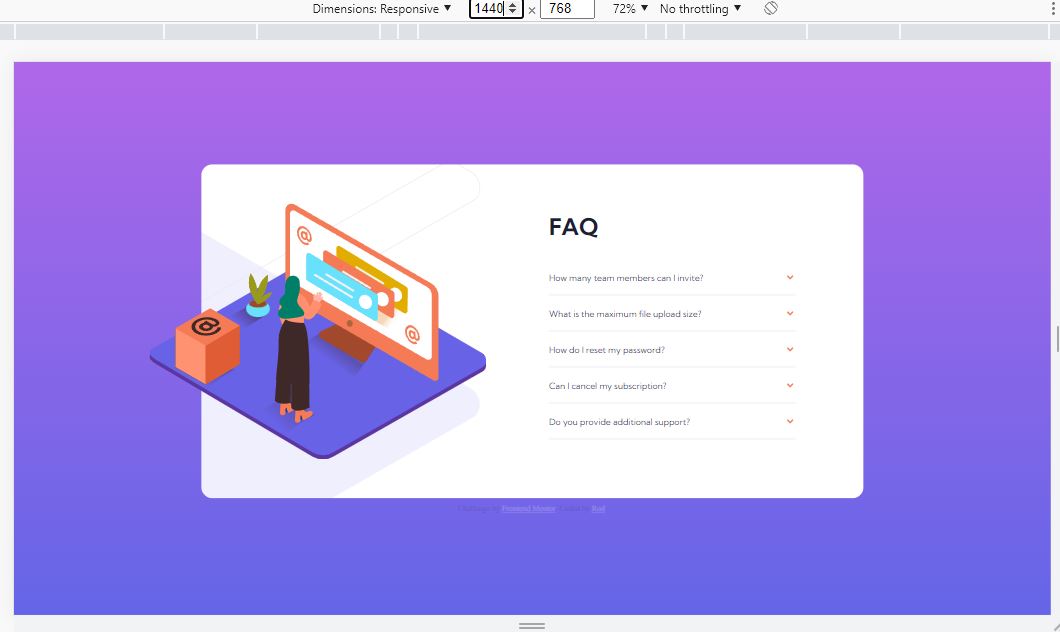 Dimensions: Responsive ▼ 1440 × 768 72% ▼ No throttling ▼
@
@
@
FAQ
How many team members can I invite?
What is the maximum file upload size?
How do I reset my password?
Can I cancel my subscription?
Do you provide additional support?
Challenge by Frontend Mentor. Coded by Rod